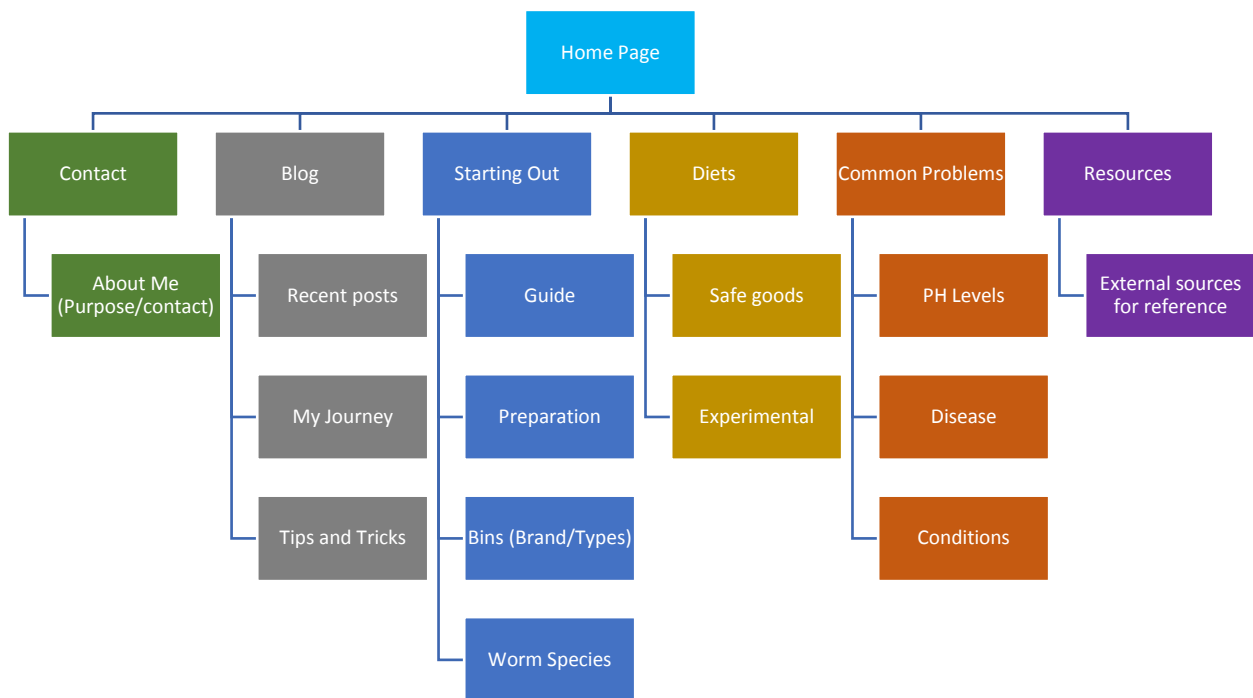 Home Page
Contact
Blog
Starting Out
Diets
Common Problems
Resources
About Me
(Purpose/contact)
Recent posts
Guide
Safe goods
PH Levels
External sources
for reference
My Journey
Preparation
Experimental
Disease
Tips and Tricks
Bins (Brand/Types)
Conditions
Worm Species